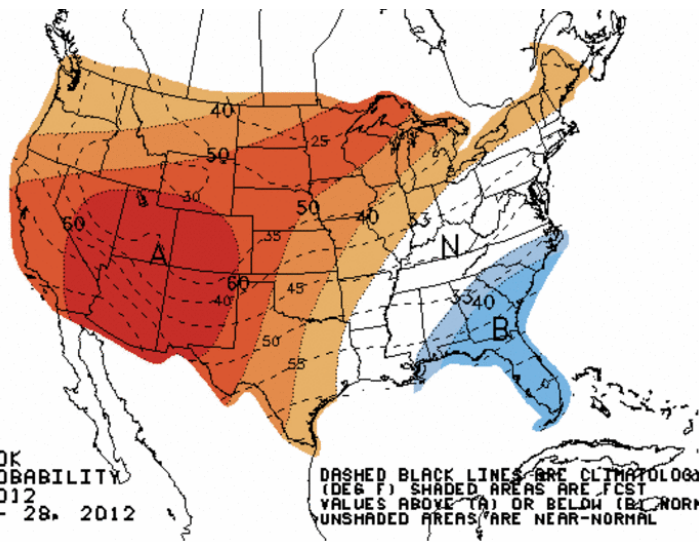 40
50
25
30
60
A
50
40
33
35
N
60
40
45
33 40
B
50
55
OK
OBABILITY
012
28, 2012
DASHED BLACK LINES ARE CLIMATOLOG
(DEG F) SHADED AREAS ARE FCST
VALUES ABOVE (A) OR BELOW (B) NORM
UNSHADED AREAS ARE NEAR-NORMAL